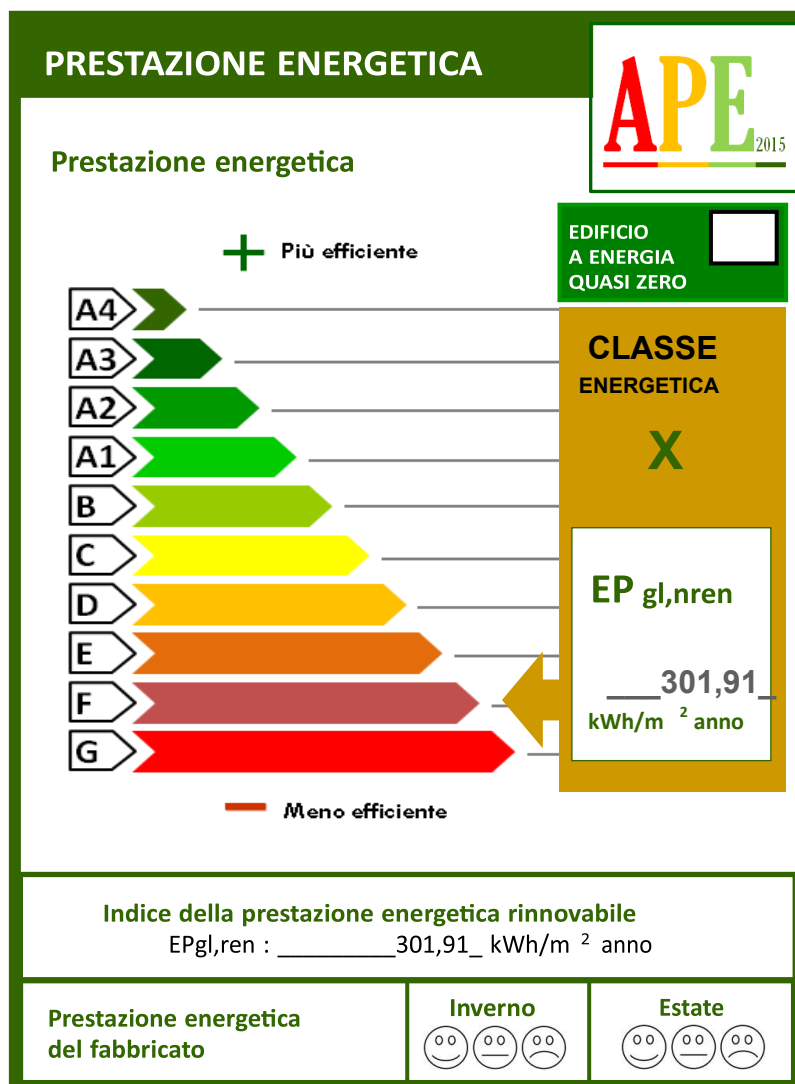 PRESTAZIONE ENERGETICA
APE 2015
Prestazione energetica
Più efficiente
EDIFICIO
A ENERGIA
QUASI ZERO
A4
A3
A2
A1
B
C
D
E
F
G
CLASSE
ENERGETICA
X
EP gl,nren
___301,91_
kWh/m 2 anno
Meno efficiente
Indice della prestazione energetica rinnovabile
EPgl,ren : _________301,91_ kWh/m 2 anno
Prestazione energetica
del fabbricato
Inverno
Estate